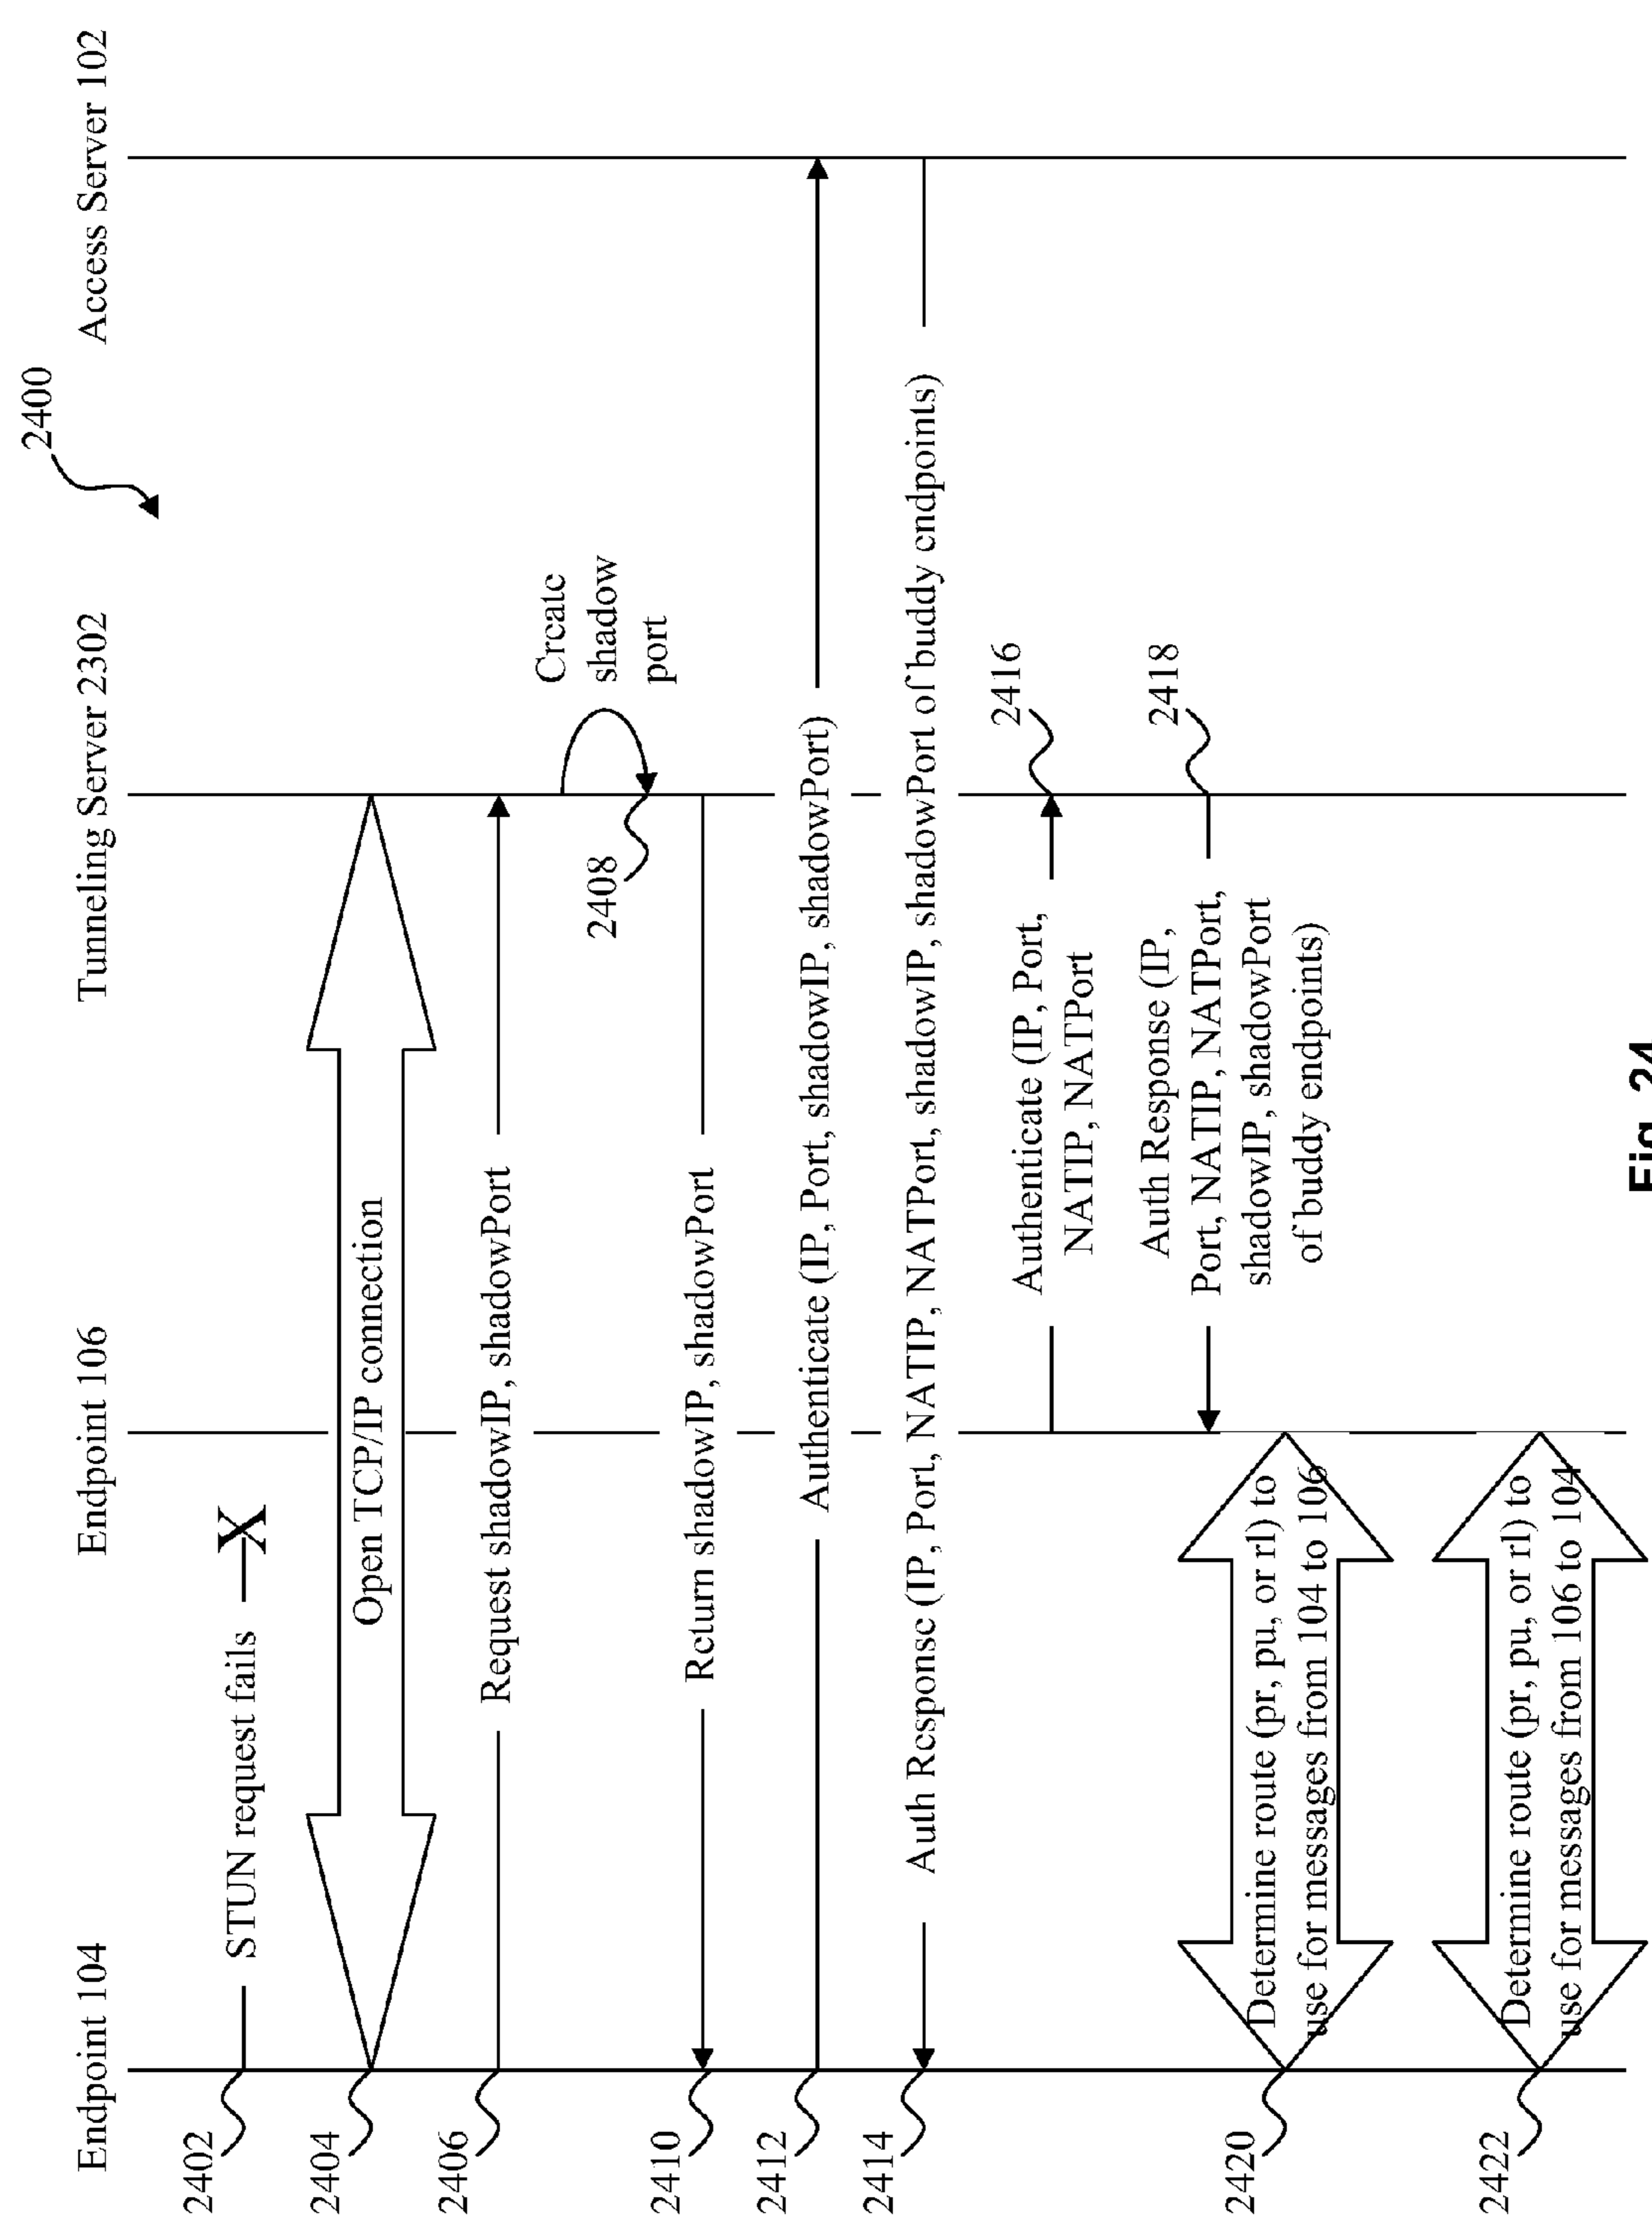 2400
Endpoint 104
Endpoint 106
Tunneling Server 2302
Access Server 102
2402
STUN request fails
X
2404
Open TCP/IP connection
2406
Request shadowIP, shadowPort
Create
shadow
port
2408
2410
Return shadowIP, shadowPort
2412
Authenticate (IP, Port, shadowIP, shadowPort)
2414
Auth Response (IP, Port, NATIP, NATPort, shadowIP, shadowPort of buddy endpoints)
Authenticate (IP, Port,
NATIP, NATPort
2416
Auth Response (IP,
Port, NATIP, NATPort,
shadowIP, shadowPort
of buddy endpoints)
2418
2420
Determine route (pr, pu, or rl) to
use for messages from 104 to 106
2422
Determine route (pr, pu, or rl) to
use for messages from 106 to 104
Fig. 24